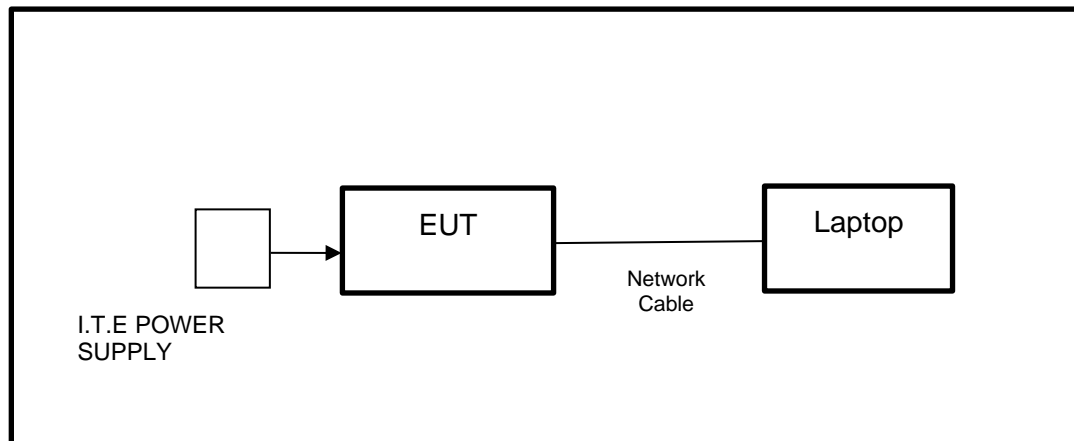 EUT
Laptop
Network
Cable
I.T.E POWER
SUPPLY